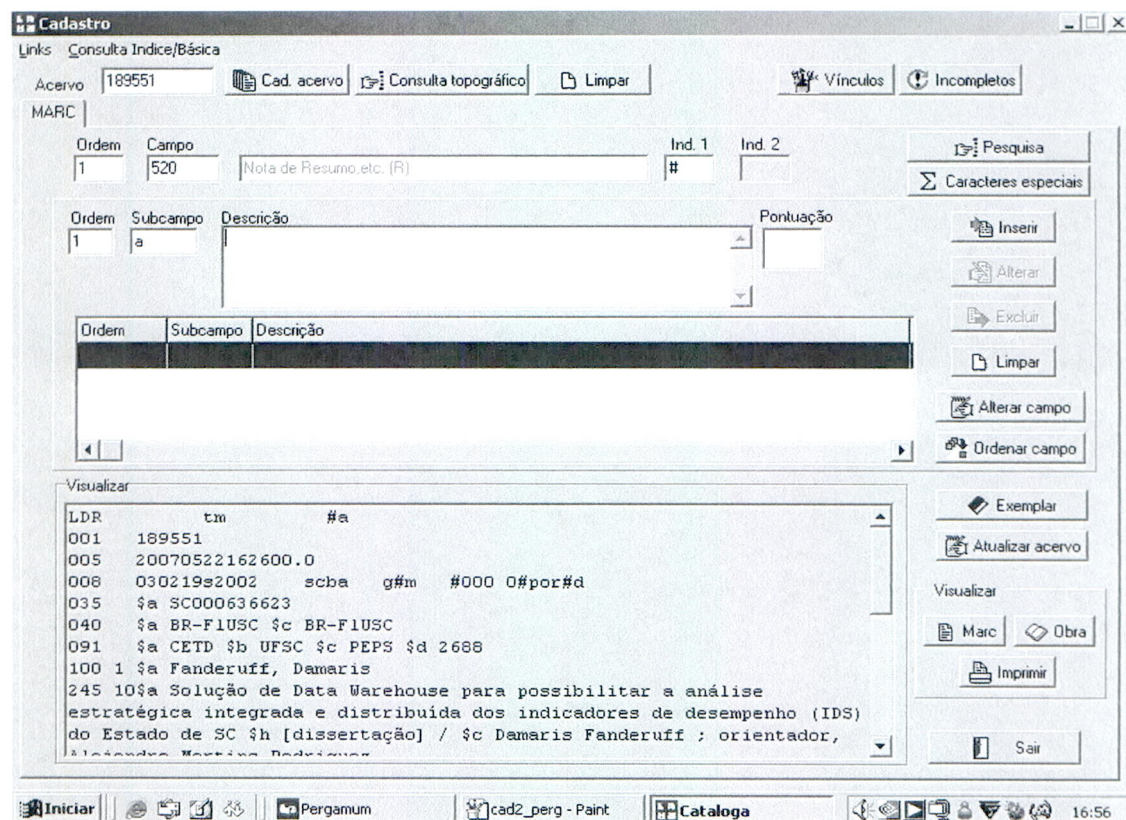 Cadastro
Links Consulta Indice/Básica
Acervo 189551 Cad. acervo Consulta topográfico Limpar Vínculos Incompletos
MARC
Ordem Campo Ind. 1 Ind. 2
1 520 Nota de Resumo,etc. (R) #
Pesquisa
Caracteres especiais
Ordem Subcampo Descrição Pontuação
1 a
Inserir
Alterar
Excluir
Limpar
Alterar campo
Ordenar campo
Ordem Subcampo Descrição
Visualizar
LDR tm #a
001 189551
005 20070522162600.0
008 030219s2002 scba g#m #000 0#por#d
035 $a SC000636623
040 $a BR-F1USC $c BR-F1USC
091 $a CETD $b UFSC $c PEPS $d 2688
100 1 $a Fanderuff, Damaris
245 10$a Solução de Data Warehouse para possibilitar a análise
estratégica integrada e distribuída dos indicadores de desempenho (IDS)
do Estado de SC $h [dissertação] / $c Damaris Fanderuff ; orientador,
Exemplar
Atualizar acervo
Visualizar
Marc Obra
Imprimir
Sair
Iniciar Pergamum cad2_perg - Paint Cataloga 16:56